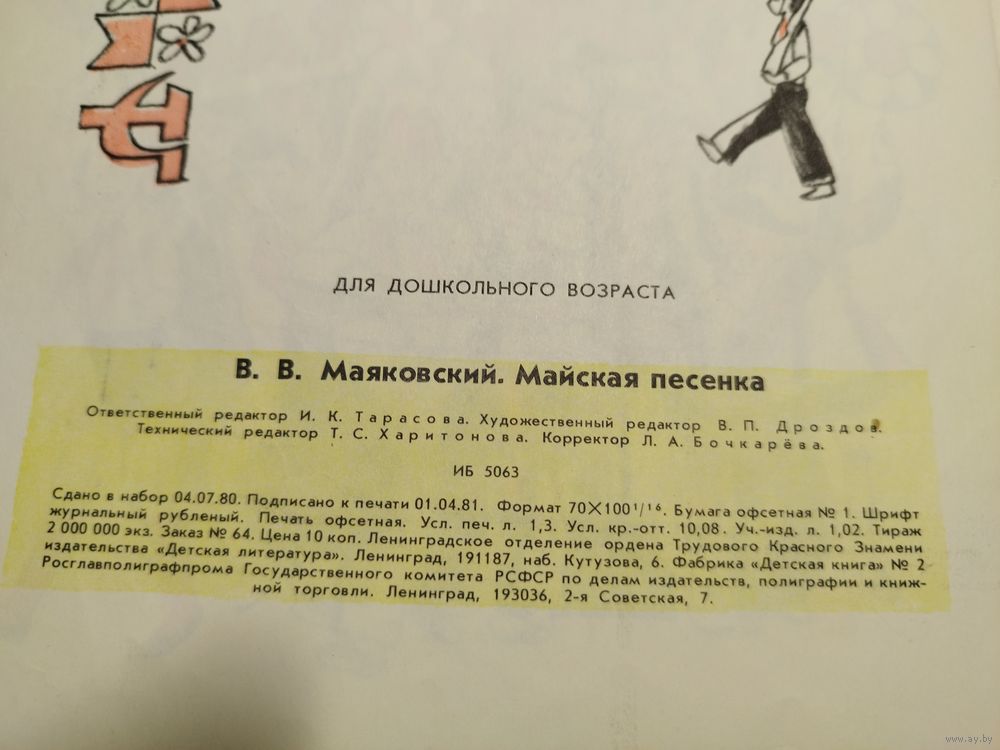 ДЛЯ ДОШКОЛЬНОГО ВОЗРАСТА
В. В. Маяковский. Майская песенка
Ответственный редактор И. К. Тарасова. Художественный редактор В. П. Дроздов.
Технический редактор Т. С. Харитонова. Корректор Л. А. Бочкарёва.
ИБ 5063
Сдано в набор 04.07.80. Подписано к печати 01.04.81. Формат 70×100¹/¹⁶. Бумага офсетная № 1. Шрифт
журнальный рубленый. Печать офсетная. Усл. печ. л. 1,3. Усл. кр.-отт. 10,08. Уч.-изд. л. 1,02. Тираж
2 000 000 экз. Заказ № 64. Цена 10 коп. Ленинградское отделение ордена Трудового Красного Знамени
издательства «Детская литература». Ленинград, 191187, наб. Кутузова, 6. Фабрика «Детская книга» № 2
Росглавполиграфпрома Государственного комитета РСФСР по делам издательств, полиграфии и книж-
ной торговли. Ленинград, 193036, 2-я Советская, 7.
www.ay.by